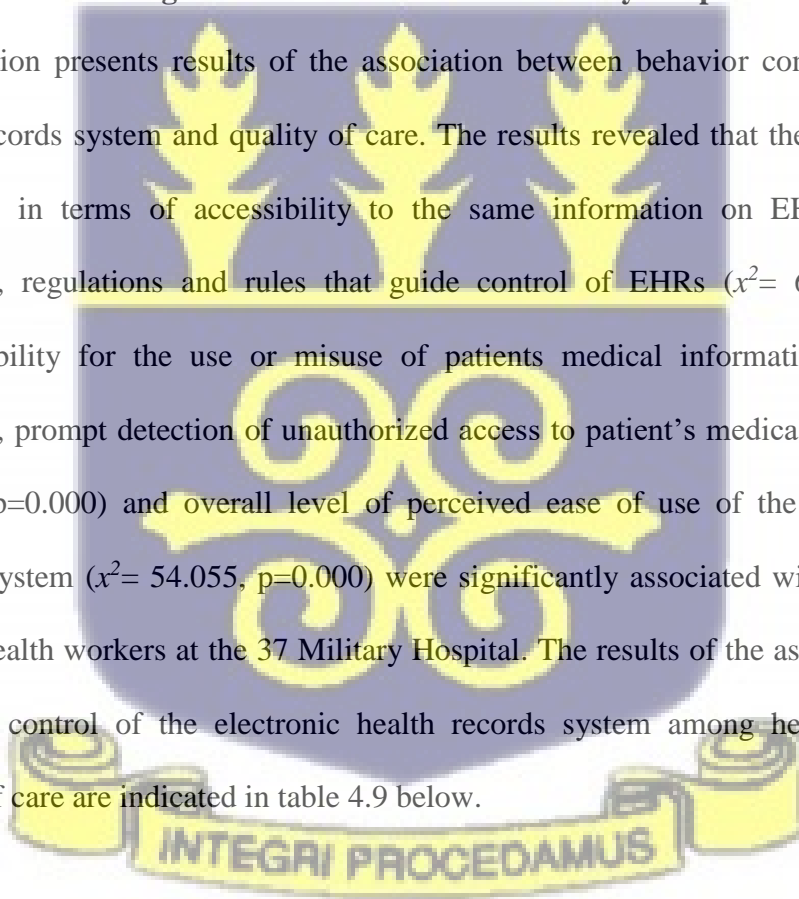 tion presents results of the association between behavior con
cords system and quality of care. The results revealed that the
in terms of accessibility to the same information on EH
, regulations and rules that guide control of EHRs (x²= 6
bility for the use or misuse of patients medical informati
, prompt detection of unauthorized access to patient’s medica
p=0.000) and overall level of perceived ease of use of the
ystem (x²= 54.055, p=0.000) were significantly associated wi
ealth workers at the 37 Military Hospital. The results of the as
control of the electronic health records system among he
f care are indicated in table 4.9 below.
INTEGRI PROCEDAMUS